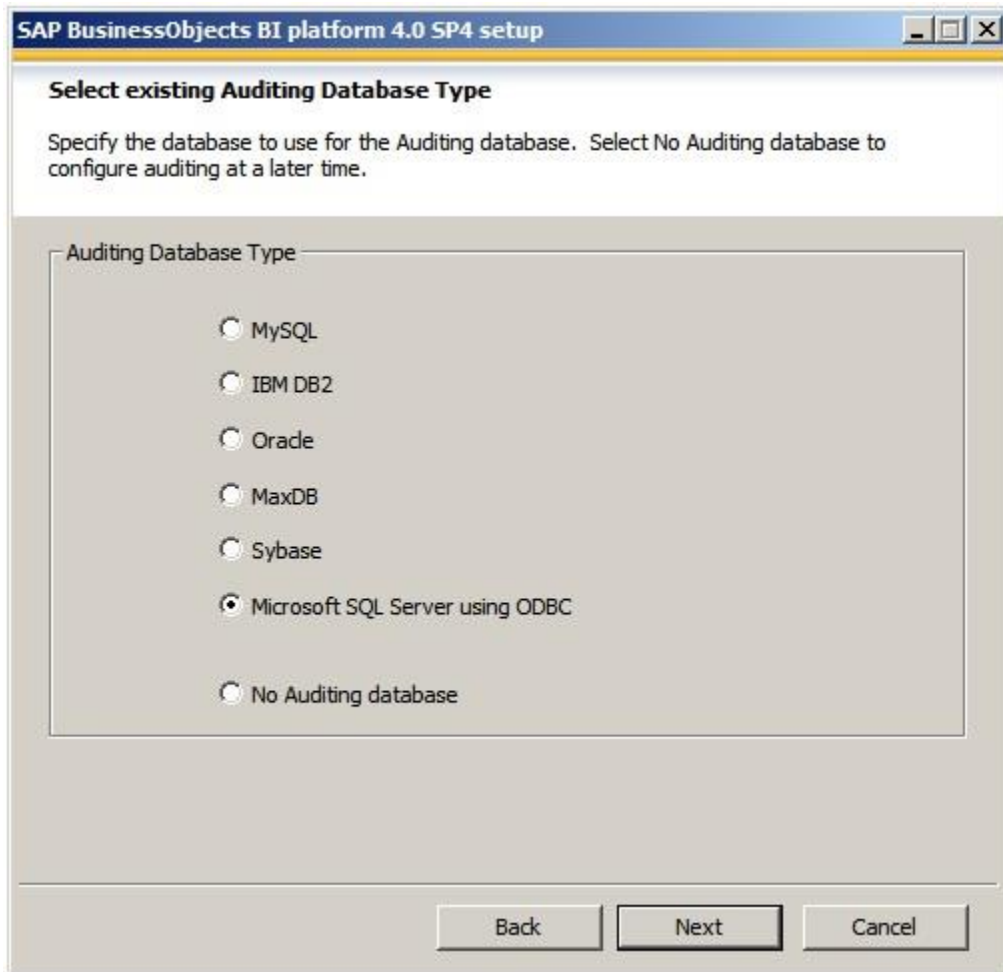 SAP BusinessObjects BI platform 4.0 SP4 setup
Select existing Auditing Database Type
Specify the database to use for the Auditing database.  Select No Auditing database to
configure auditing at a later time.
Auditing Database Type
MySQL
IBM DB2
Oracle
MaxDB
Sybase
Microsoft SQL Server using ODBC
No Auditing database
Back
Next
Cancel